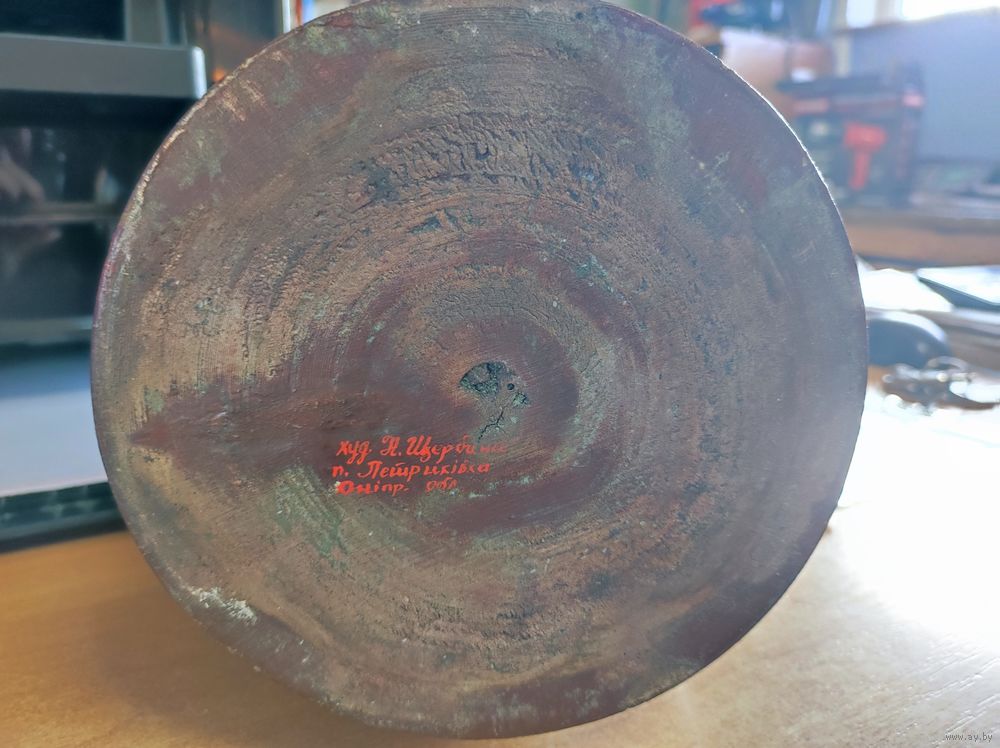 худ. Н. Щербина
п. Петриківка
Дніпр. обл
www.ay.by